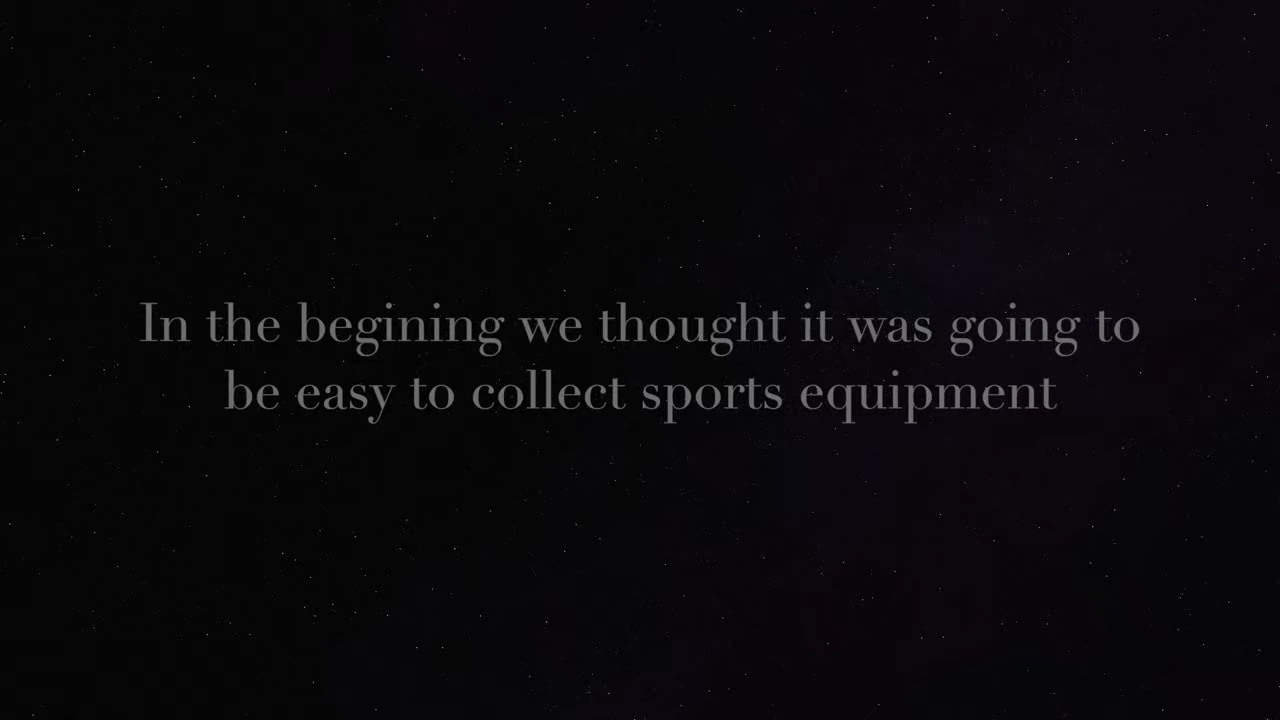 In the begining we thought it was going to
be easy to collect sports equipment